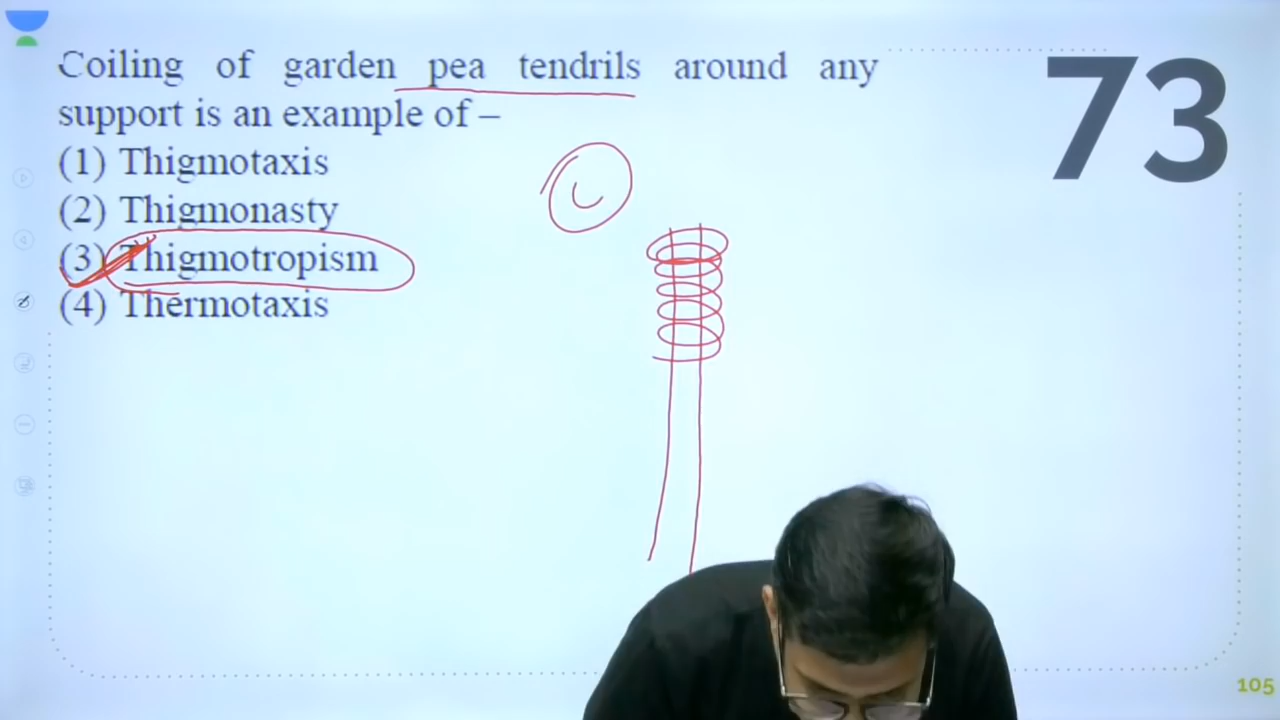 Coiling of garden pea tendrils around any
support is an example of –
(1) Thigmotaxis
(2) Thigmonasty
(3) Thigmotropism
(4) Thermotaxis
73
105